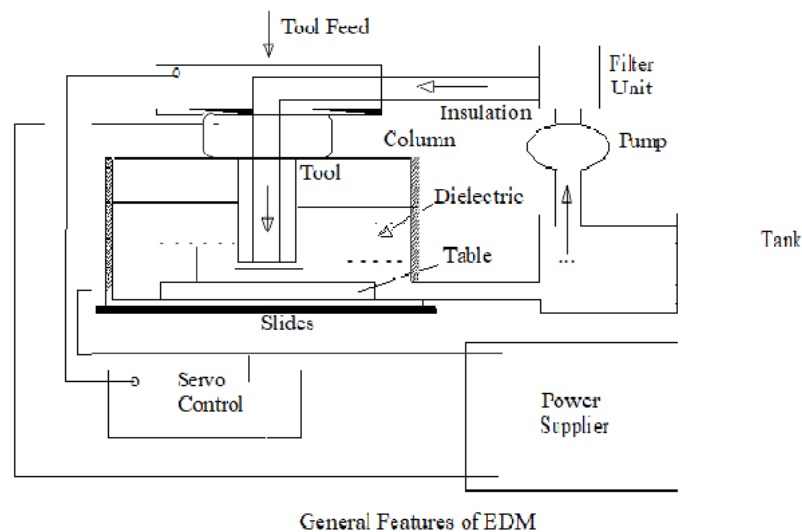 Tool Feed
Filter
Unit
Insulation
Column
Pump
Tool
Dielectric
Tank
Table
Slides
Servo
Control
Power
Supplier
General Features of EDM